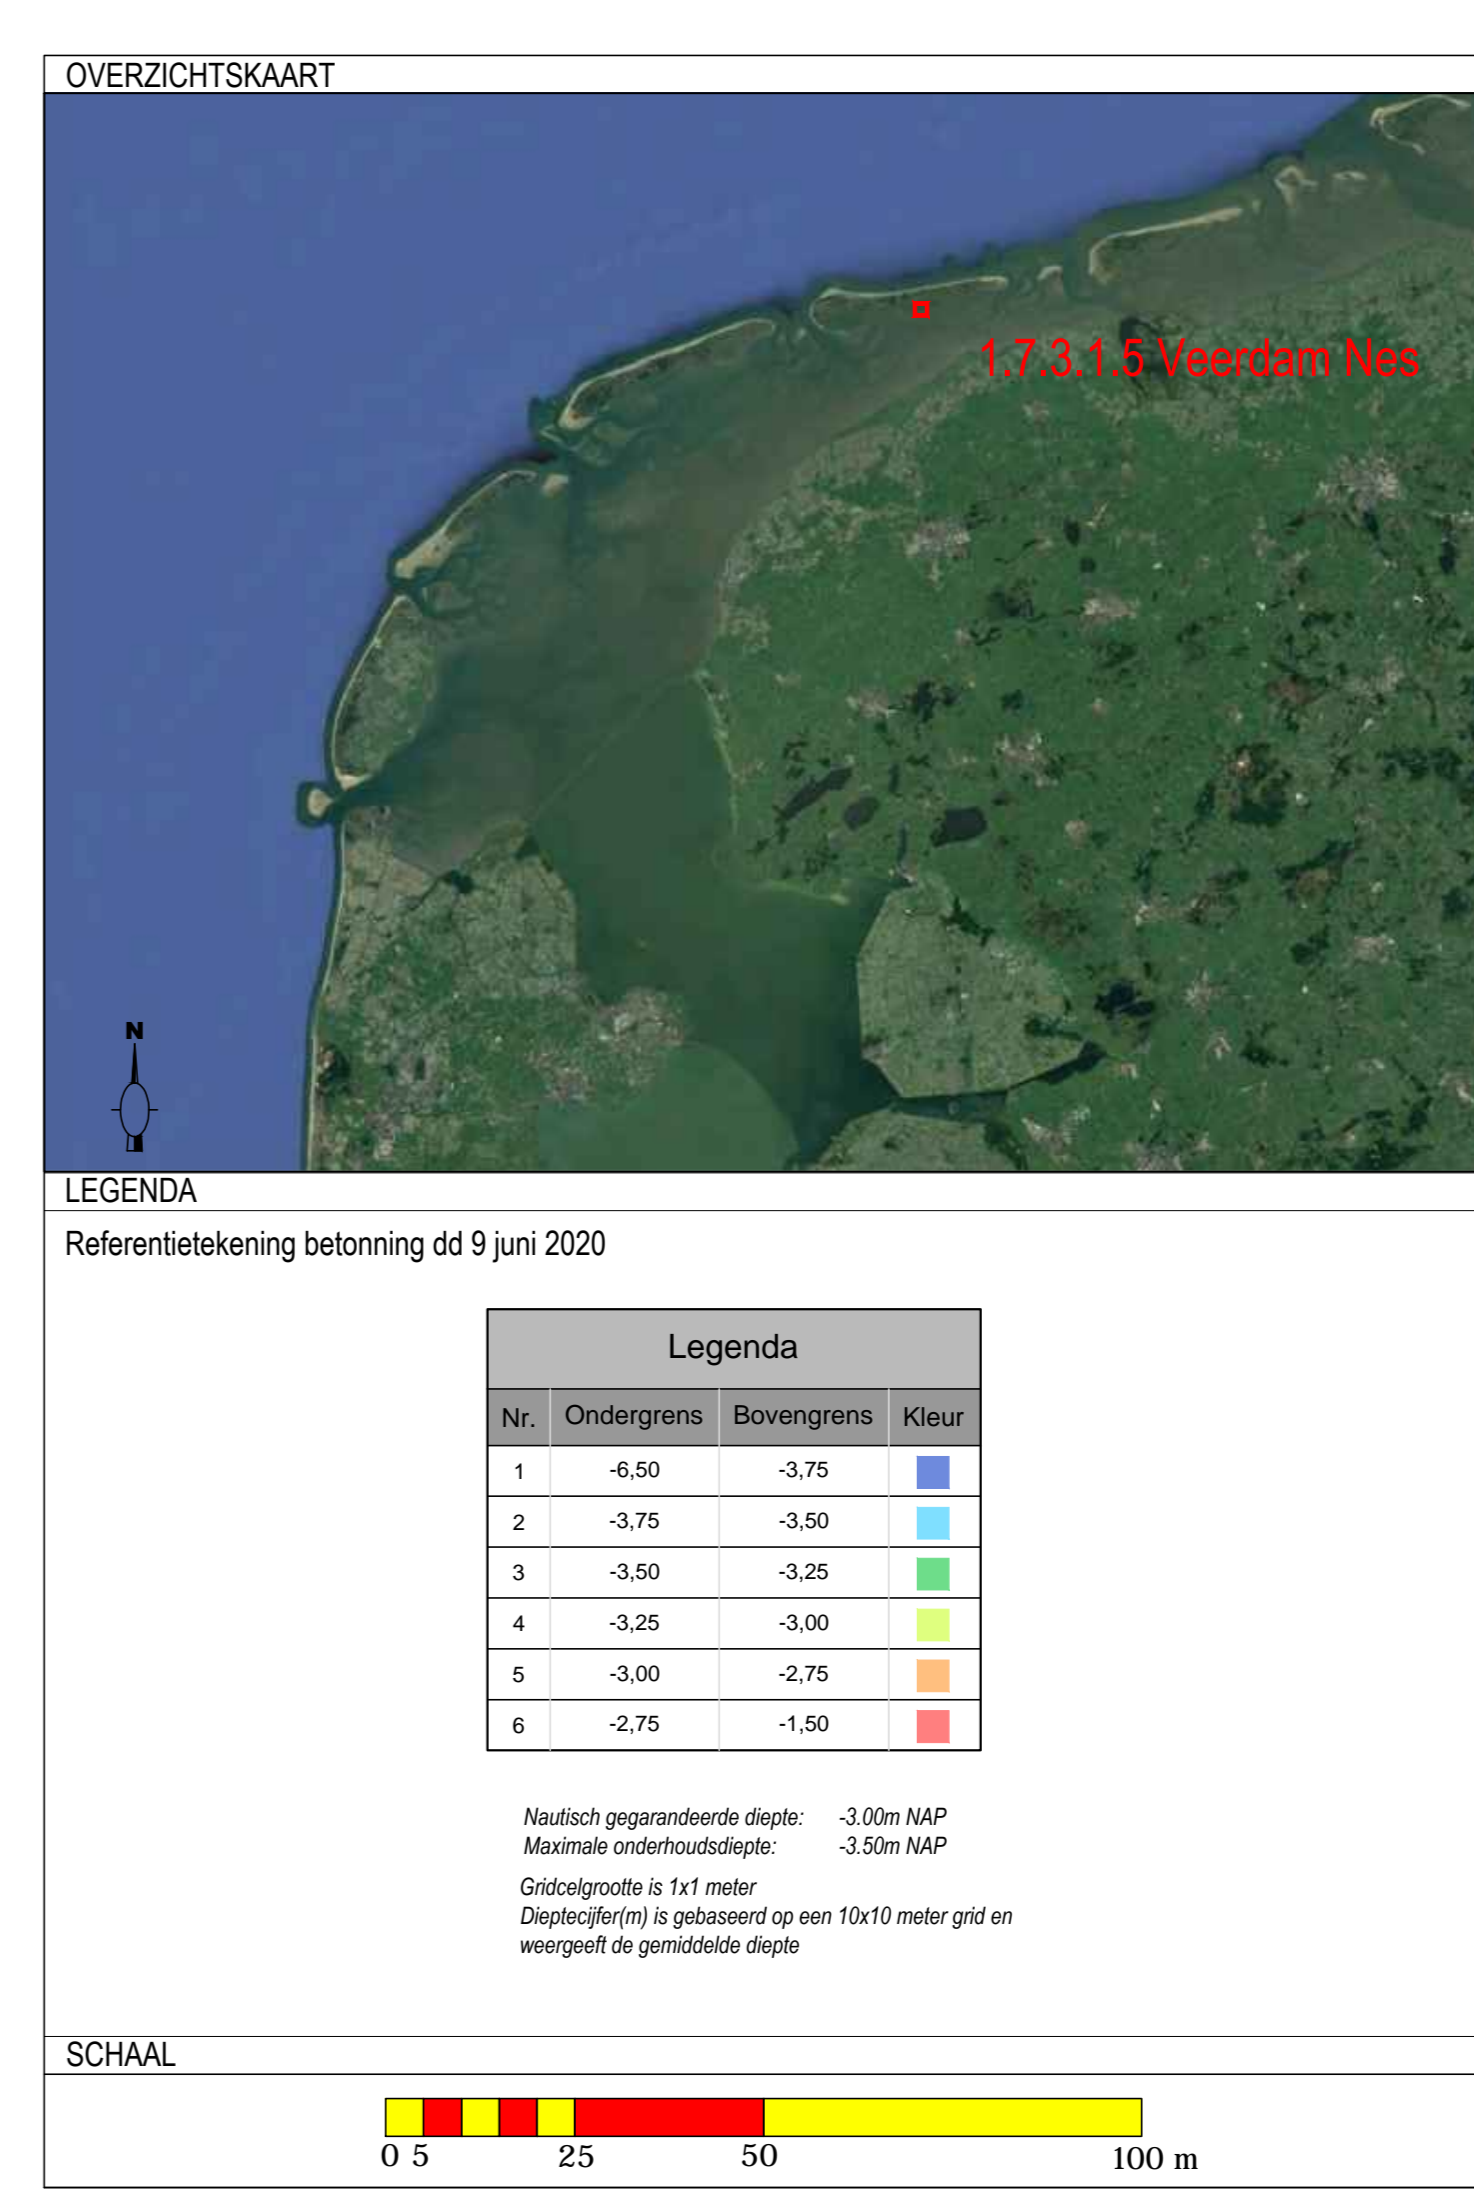 OVERZICHTSKAART
1.7.3.1.5 Veerdam Nes
N
LEGENDA
Referentietekening betonning dd 9 juni 2020
Legenda
Nr. Ondergrens Bovengrens Kleur
1 -6,50 -3,75
2 -3,75 -3,50
3 -3,50 -3,25
4 -3,25 -3,00
5 -3,00 -2,75
6 -2,75 -1,50
Nautisch gegarandeerde diepte: -3.00m NAP
Maximale onderhoudsdiepte: -3.50m NAP
Gridcelgrootte is 1x1 meter
Dieptecijfer(m) is gebaseerd op een 10x10 meter grid en
weergeeft de gemiddelde diepte
SCHAAL
0 5 25 50 100 m